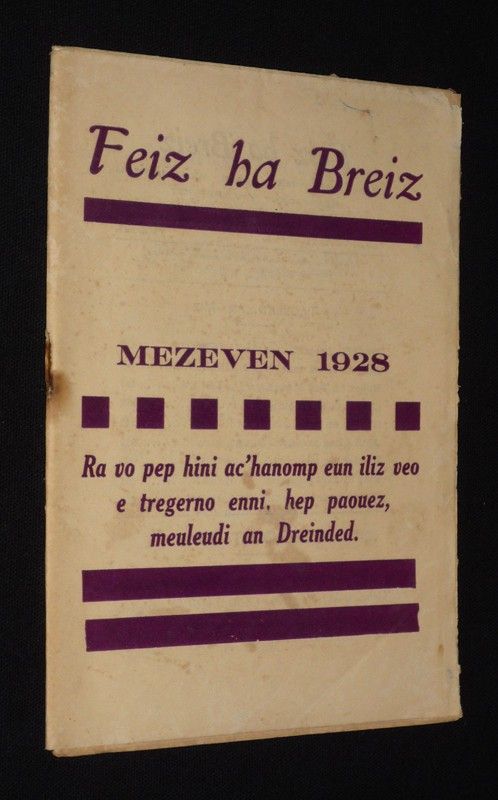 Feiz ha Breiz
MEZEVEN 1928
Ra vo pep hini ac'hanomp eun iliz veo
e tregerno enni, hep paouez,
meuleudi an Dreinded.